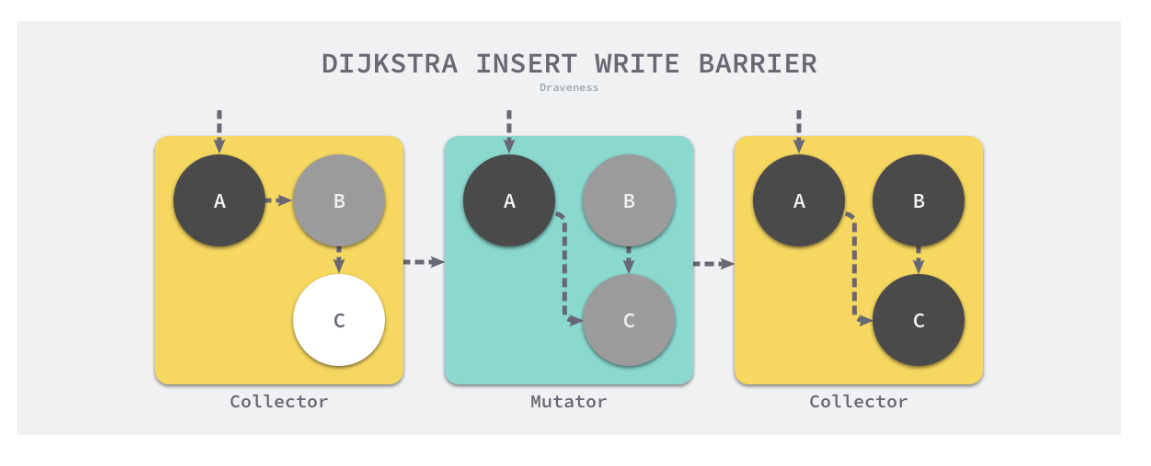 DIJKSTRA INSERT WRITE BARRIER
Draveness
A B
C
A B
C
A B
C
Collector
Mutator
Collector